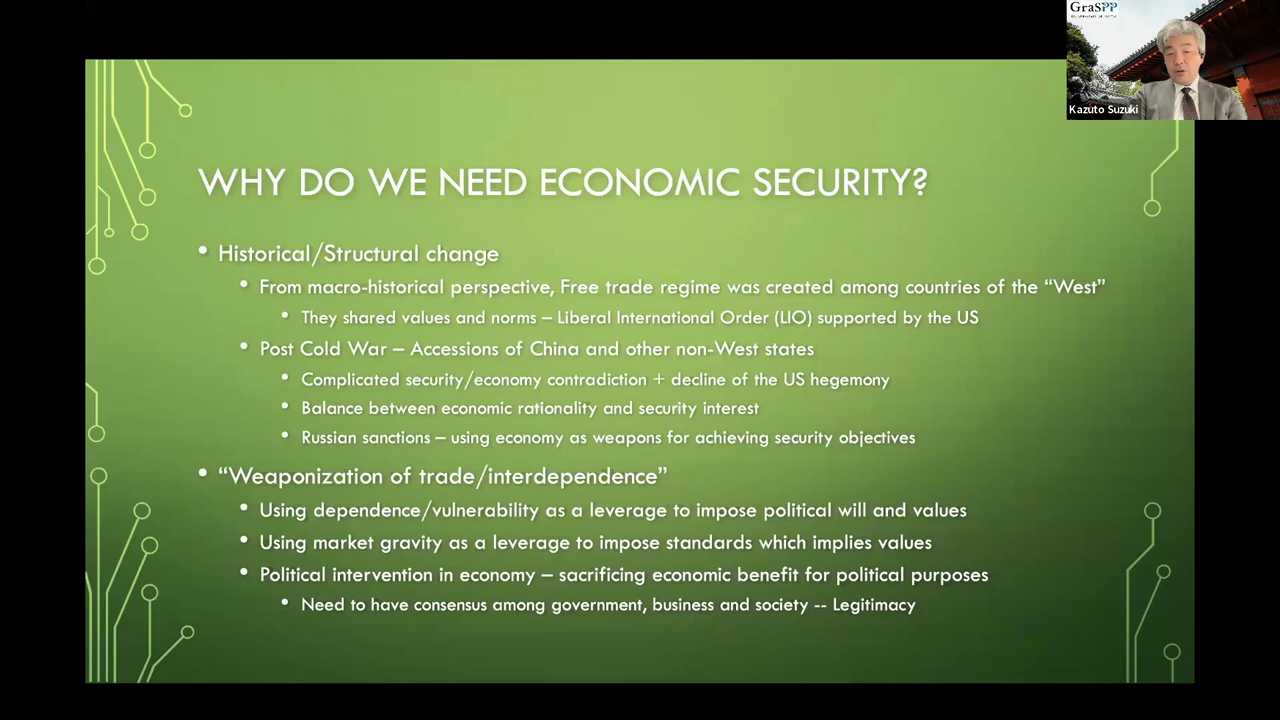 GraSPP
Kazuto Suzuki
WHY DO WE NEED ECONOMIC SECURITY?
• Historical/Structural change
• From macro-historical perspective, Free trade regime was created among countries of the “West”
• They shared values and norms – Liberal International Order (LIO) supported by the US
• Post Cold War – Accessions of China and other non-West states
• Complicated security/economy contradiction + decline of the US hegemony
• Balance between economic rationality and security interest
• Russian sanctions – using economy as weapons for achieving security objectives
• “Weaponization of trade/interdependence”
• Using dependence/vulnerability as a leverage to impose political will and values
• Using market gravity as a leverage to impose standards which implies values
• Political intervention in economy – sacrificing economic benefit for political purposes
• Need to have consensus among government, business and society -- Legitimacy